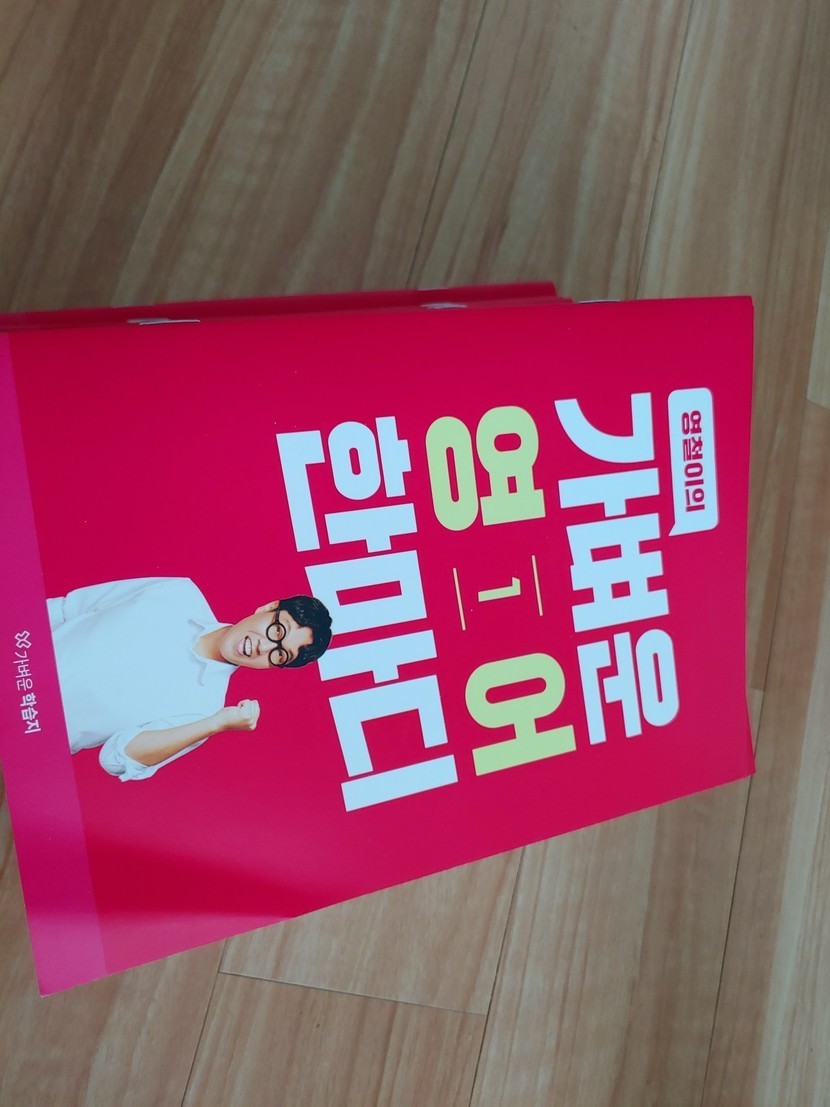 영철이의
가벼운
영 1 어
한마디
가벼운 학습지